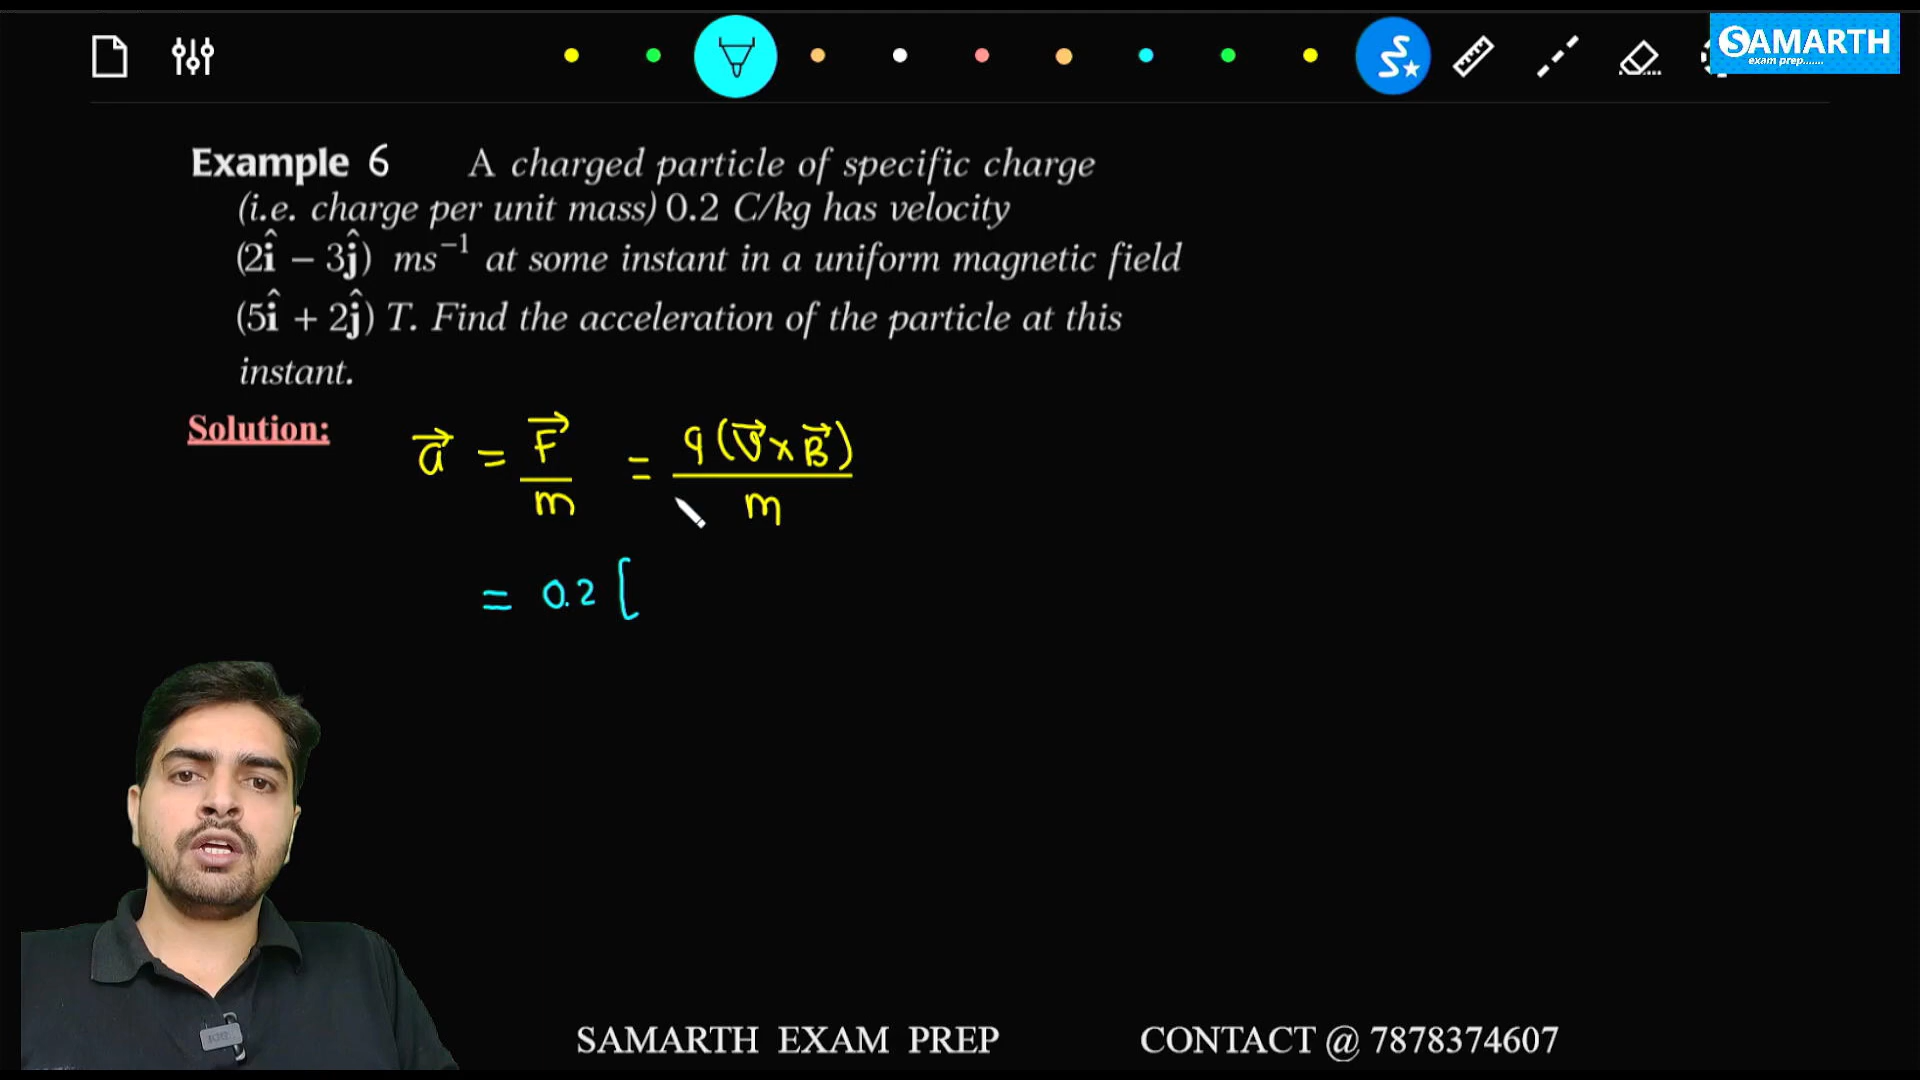 SAMARTH
exam prep.......
Example 6 A charged particle of specific charge
(i.e. charge per unit mass) 0.2 C/kg has velocity
(2î − 3ĵ) ms⁻¹ at some instant in a uniform magnetic field
(5î + 2ĵ) T. Find the acceleration of the particle at this
instant.
Solution: a⃗ = F⃗/m = q(v⃗ × B⃗)/m
= 0.2 [
SAMARTH EXAM PREP CONTACT @ 7878374607